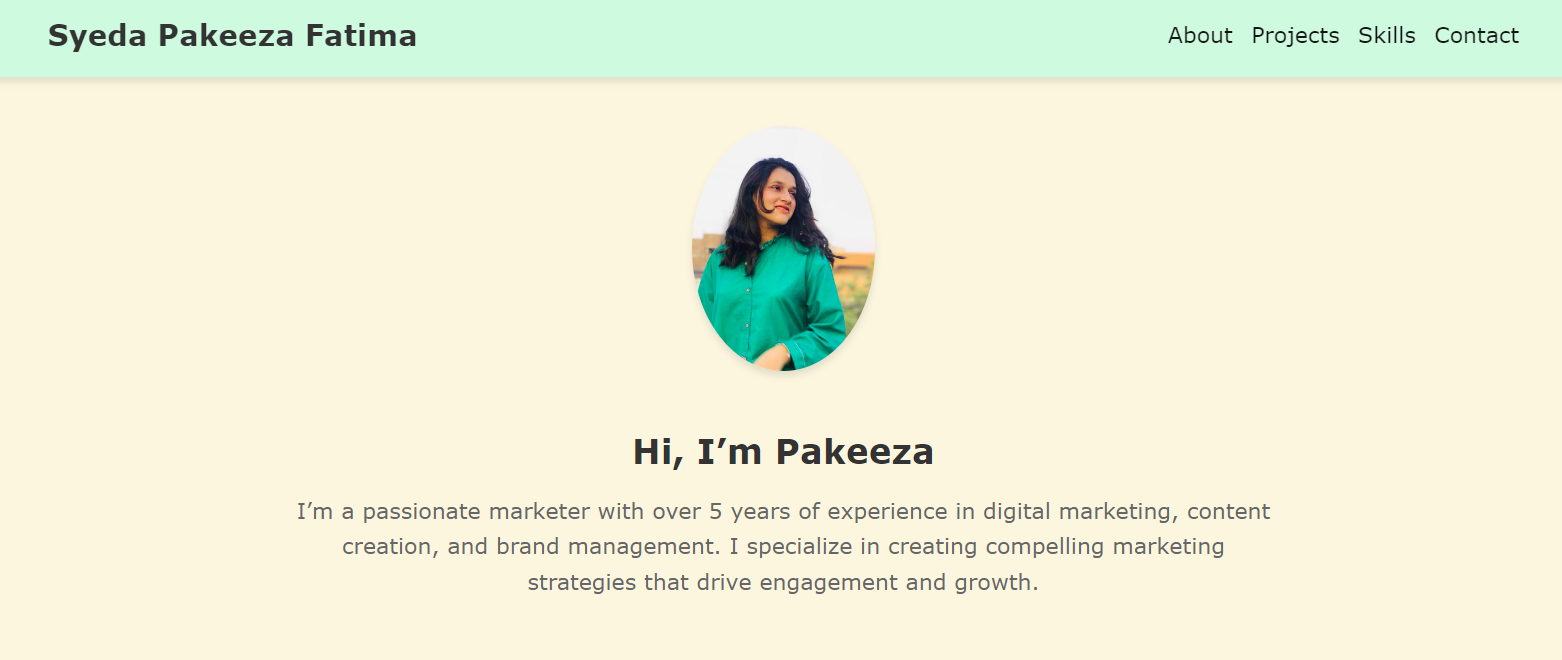 Syeda Pakeeza Fatima
About Projects Skills Contact
Hi, I’m Pakeeza
I’m a passionate marketer with over 5 years of experience in digital marketing, content
creation, and brand management. I specialize in creating compelling marketing
strategies that drive engagement and growth.